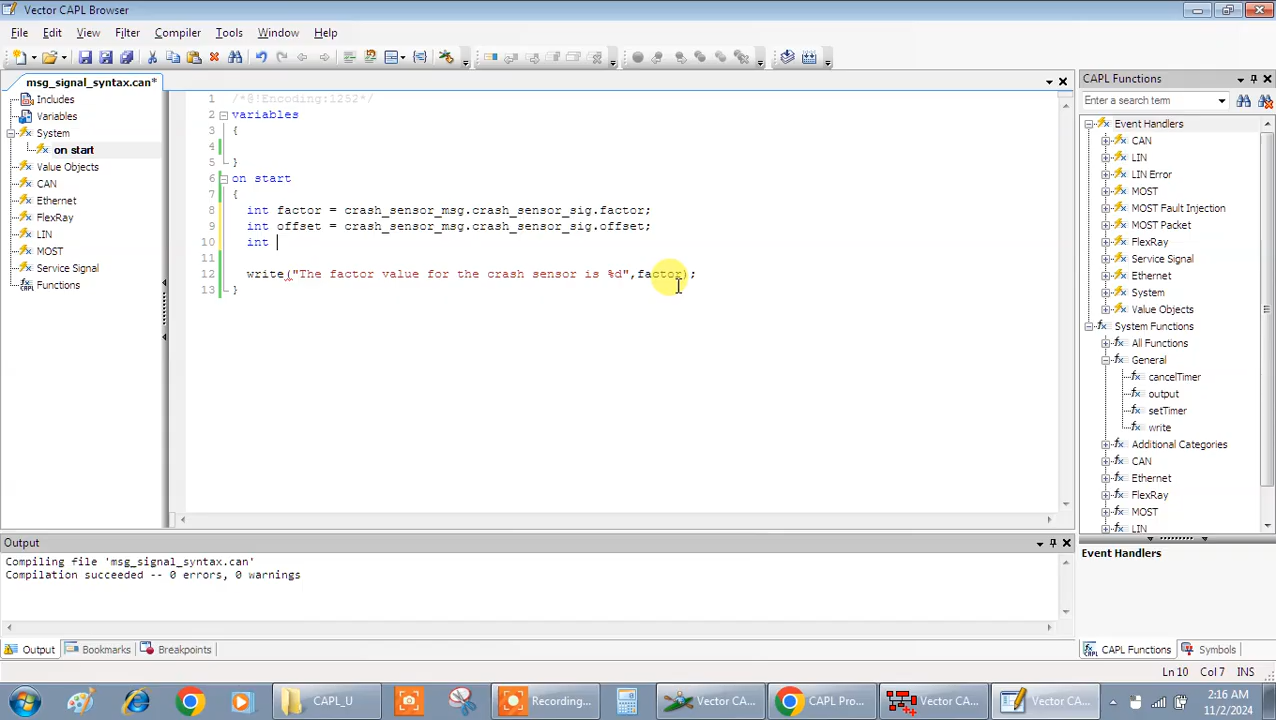 Vector CAPL Browser
File Edit View Filter Compiler Tools Window Help
msg_signal_syntax.can*
Includes
Variables
System
on start
Value Objects
CAN
Ethernet
FlexRay
LIN
MOST
Service Signal
Functions
1 /*@!Encoding:1252*/
2 variables
3 {
4
5 }
6 on start
7 {
8 int factor = crash_sensor_msg.crash_sensor_sig.factor;
9 int offset = crash_sensor_msg.crash_sensor_sig.offset;
10 int
11
12 write("The factor value for the crash sensor is %d",factor);
13 }
CAPL Functions
Enter a search term
Event Handlers
CAN
LIN
LIN Error
MOST
MOST Fault Injection
MOST Packet
FlexRay
Service Signal
Ethernet
System
Value Objects
System Functions
All Functions
General
cancelTimer
output
setTimer
write
Additional Categories
CAN
Ethernet
FlexRay
MOST
LIN
Event Handlers
CAPL Functions Symbols
Output
Compiling file 'msg_signal_syntax.can'
Compilation succeeded -- 0 errors, 0 warnings
Output Bookmarks Breakpoints
Ln 10 Col 7 INS
CAPL_U
Recording...
Vector CA...
CAPL Pro...
Vector CA...
Vector CA...
2:16 AM
11/2/2024